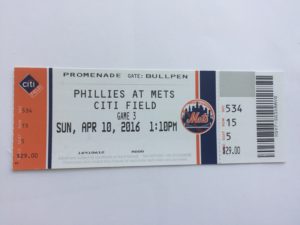 PROMENADE GATE: BULLPEN
citi
PHILLIES AT METS
CITI FIELD
GAME 3
SUN, APR 10, 2016 1:10PM
Mets
534
15
5
$29.00
534
15
5
$29.00